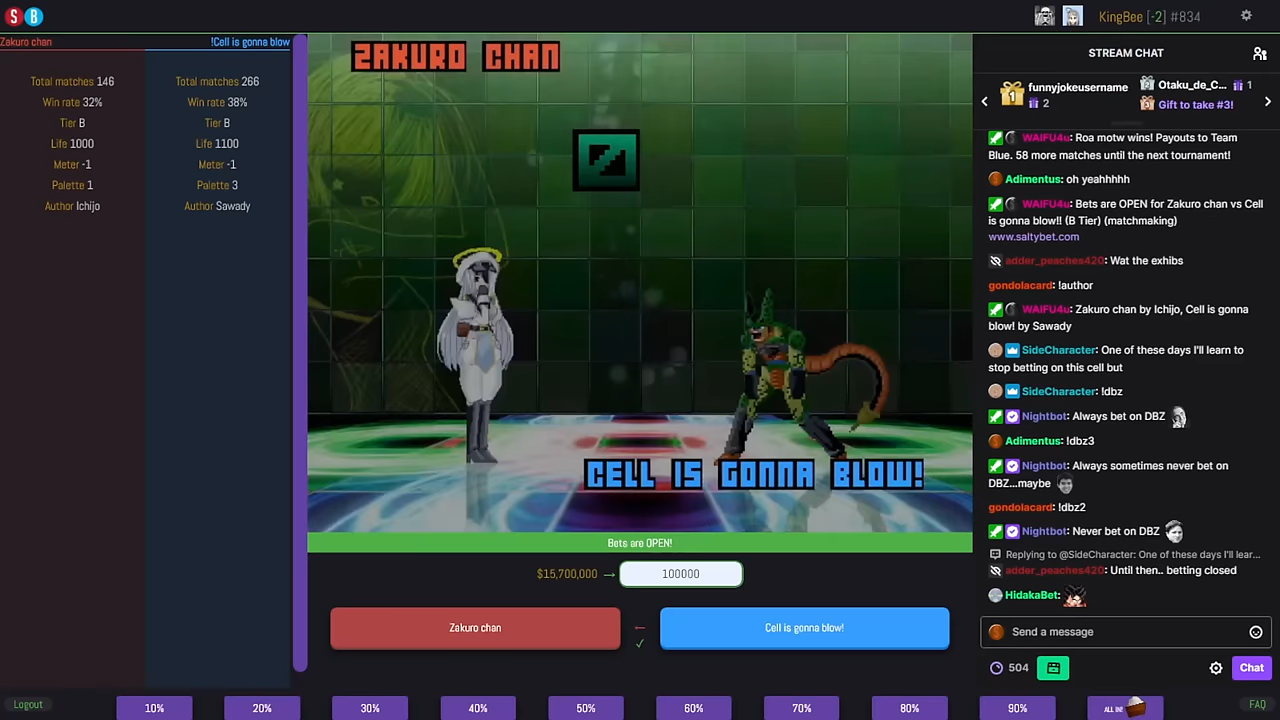 S B
KingBee [-2] #834
Zakuro chan
!Cell is gonna blow
Total matches 146
Win rate 32%
Tier B
Life 1000
Meter -1
Palette 1
Author Ichijo
Total matches 266
Win rate 38%
Tier B
Life 1100
Meter -1
Palette 3
Author Sawady
ZAKURO CHAN
CELL IS GONNA BLOW!
Bets are OPEN!
$15,700,000 → 100000
Zakuro chan
← ✓
Cell is gonna blow!
STREAM CHAT
1 funnyjokeusername
2
2 Otaku_de_C... 1
3 Gift to take #3!
WAIFU4u: Roa motw wins! Payouts to Team
Blue. 58 more matches until the next tournament!
Adimentus: oh yeahhhhh
WAIFU4u: Bets are OPEN for Zakuro chan vs Cell
is gonna blow!! (B Tier) (matchmaking)
www.saltybet.com
adder_peaches420: Wat the exhibs
gondolacard: !author
WAIFU4u: Zakuro chan by Ichijo, Cell is gonna
blow! by Sawady
SideCharacter: One of these days I'll learn to
stop betting on this cell but
SideCharacter: !dbz
Nightbot: Always bet on DBZ
Adimentus: !dbz3
Nightbot: Always sometimes never bet on
DBZ...maybe
gondolacard: !dbz2
Nightbot: Never bet on DBZ
Replying to @SideCharacter: One of these days I'll lear...
adder_peaches420: Until then.. betting closed
HidakaBet:
Send a message
504
Chat
Logout
10%
20%
30%
40%
50%
60%
70%
80%
90%
ALL IN!
FAQ